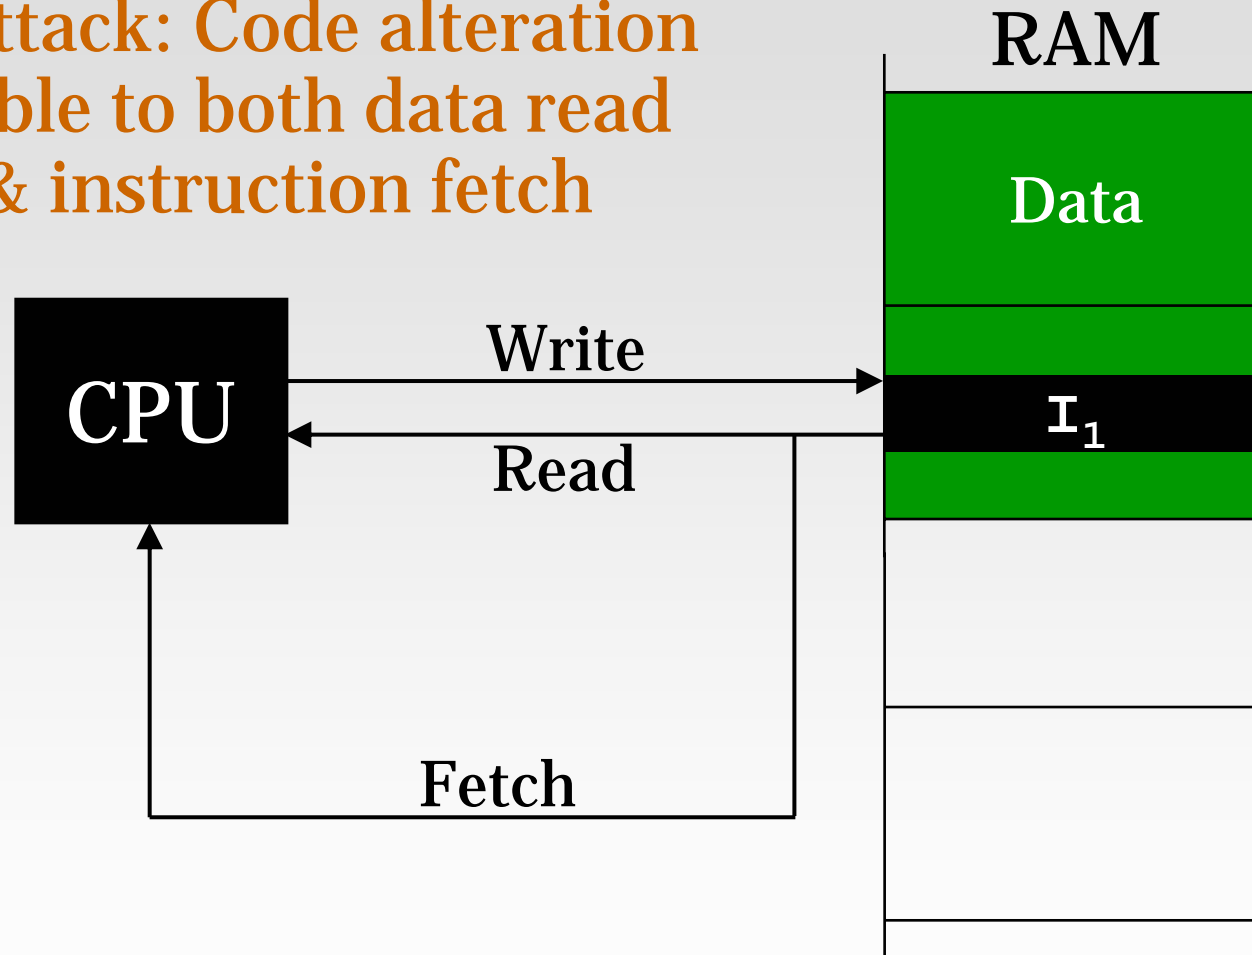 ttack: Code alteration
ble to both data read
& instruction fetch
RAM
Data
Write
CPU
I1
Read
Fetch